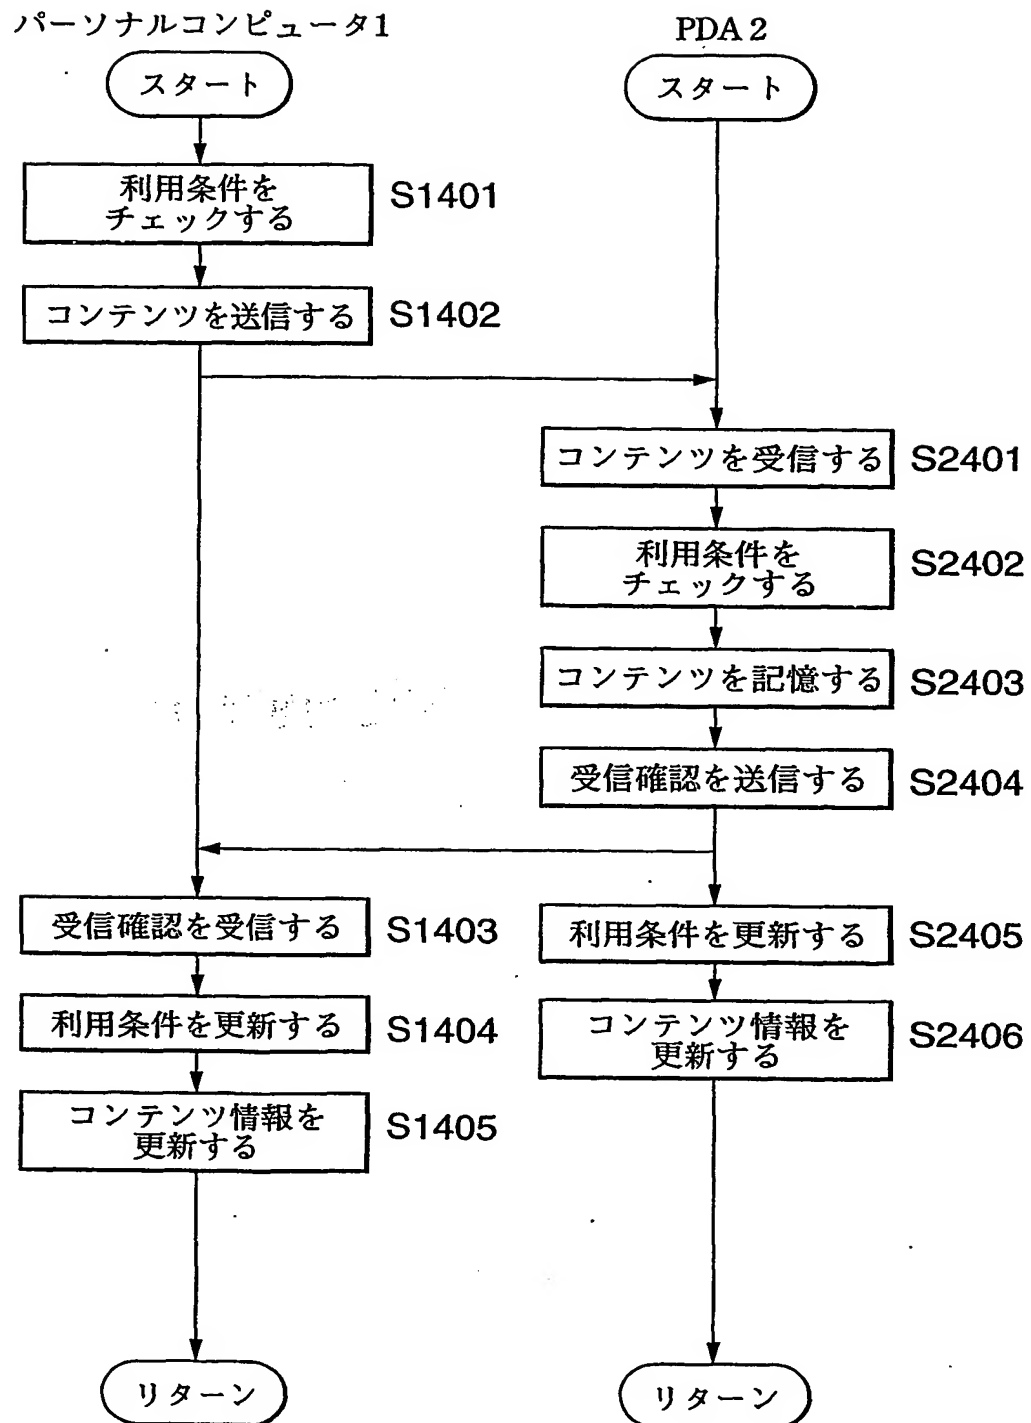 パーソナルコンピュータ1
スタート
利用条件を
チェックする
S1401
コンテンツを送信する
S1402
受信確認を受信する
S1403
利用条件を更新する
S1404
コンテンツ情報を
更新する
S1405
リターン
PDA 2
スタート
コンテンツを受信する
S2401
利用条件を
チェックする
S2402
コンテンツを記憶する
S2403
受信確認を送信する
S2404
利用条件を更新する
S2405
コンテンツ情報を
更新する
S2406
リターン